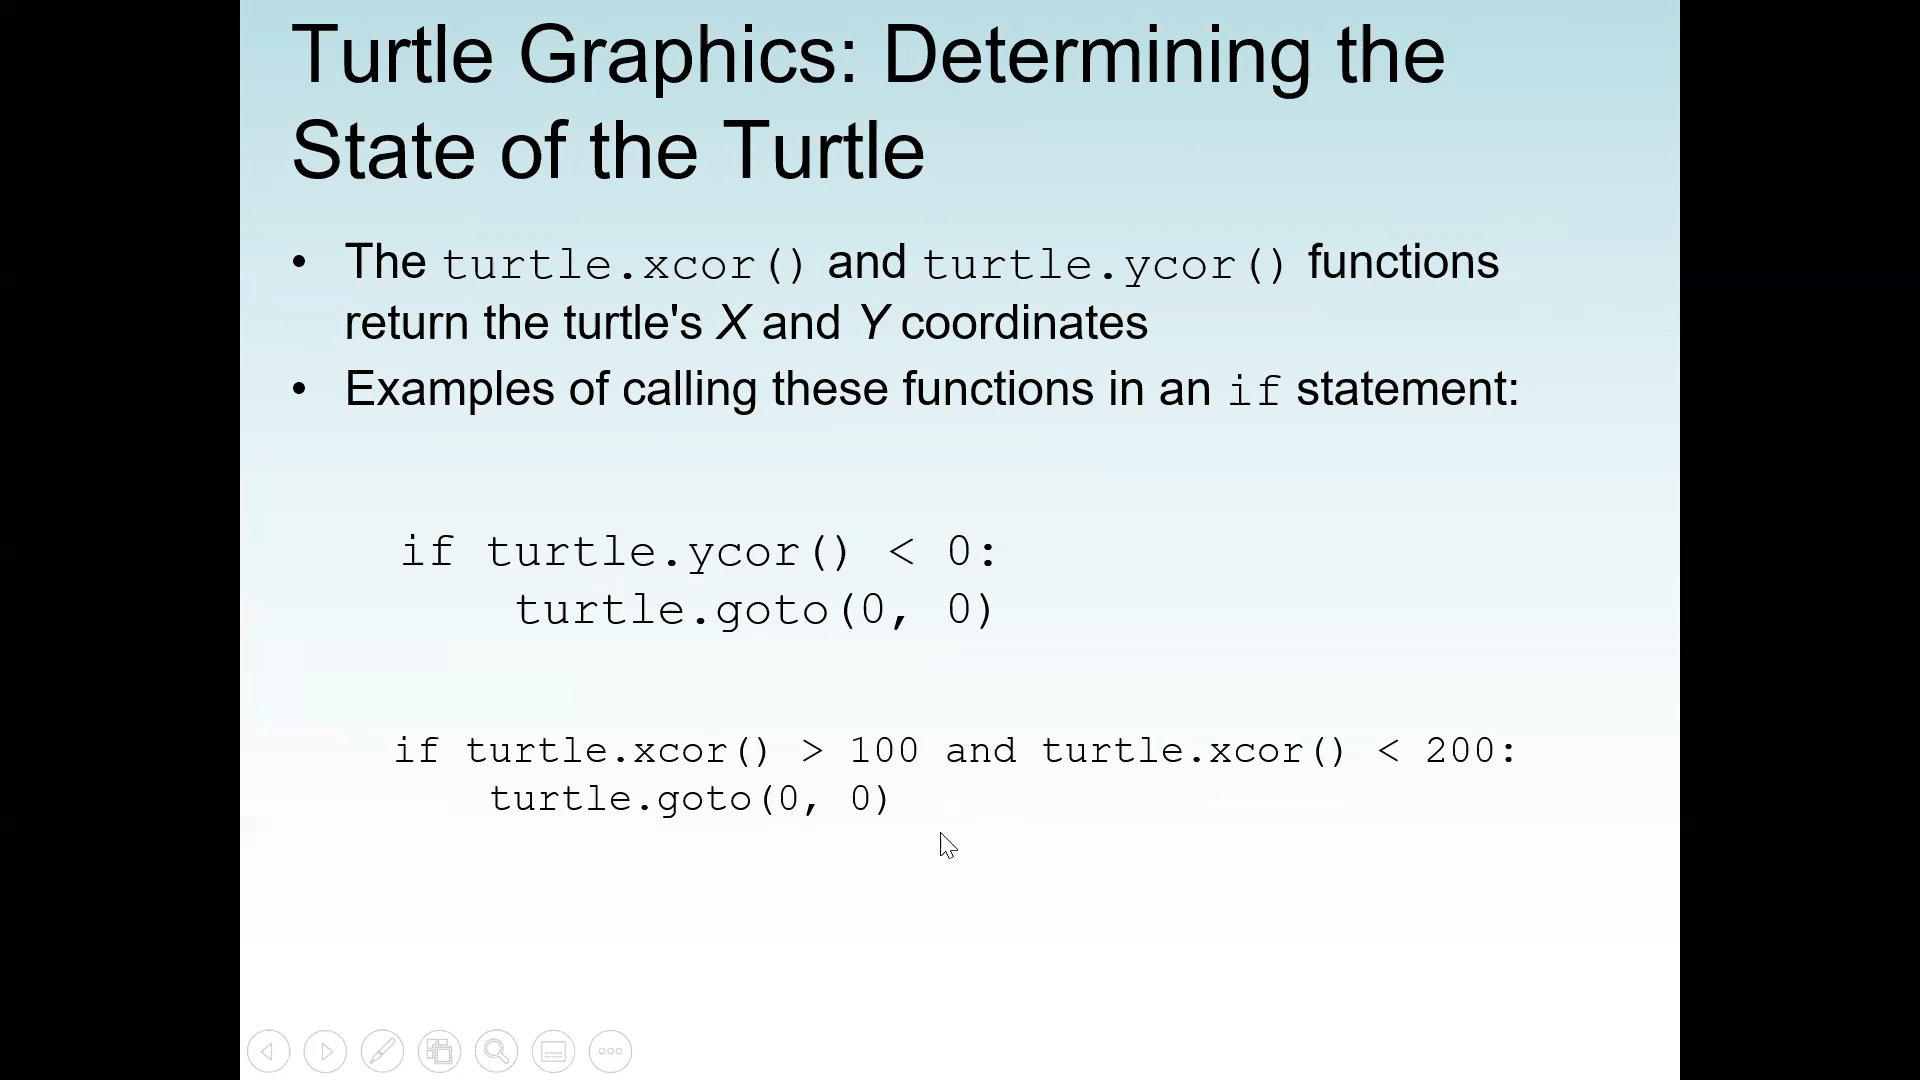 Turtle Graphics: Determining the
State of the Turtle
• The turtle.xcor() and turtle.ycor() functions
return the turtle's X and Y coordinates
• Examples of calling these functions in an if statement:
if turtle.ycor() < 0:
    turtle.goto(0, 0)
if turtle.xcor() > 100 and turtle.xcor() < 200:
    turtle.goto(0, 0)